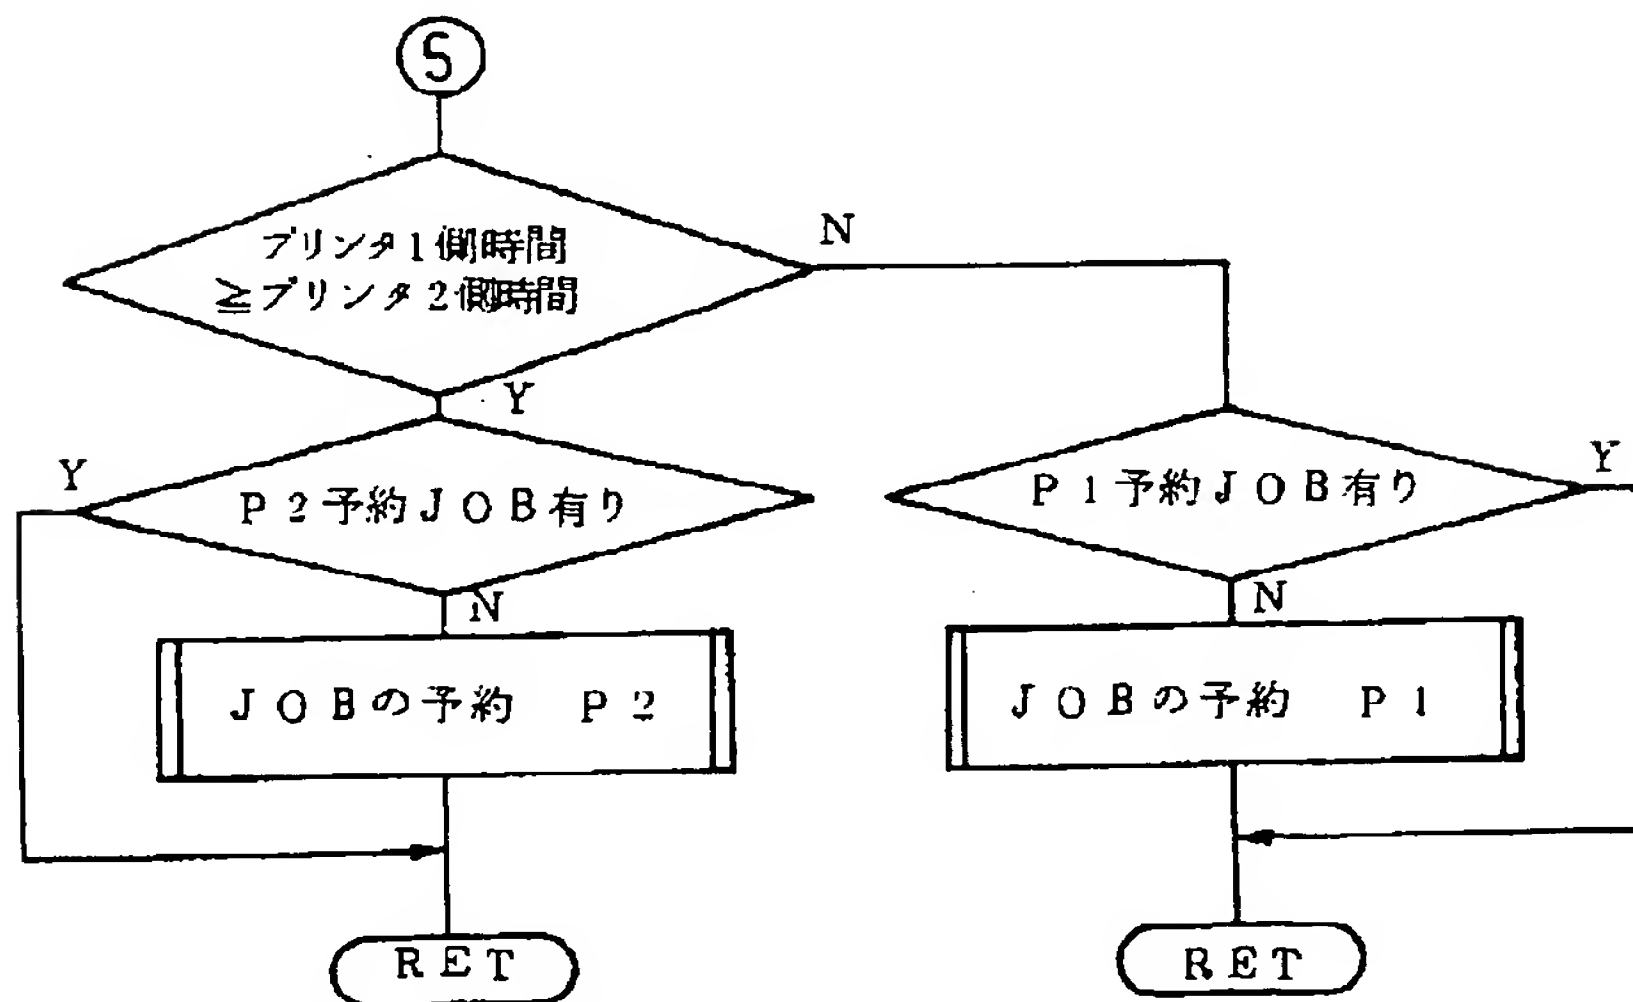 S
プリンタ1側時間
≧プリンタ2側時間
N
Y
Y
P2予約JOB有り
P1予約JOB有り
Y
N
N
JOBの予約 P2
JOBの予約 P1
RET
RET